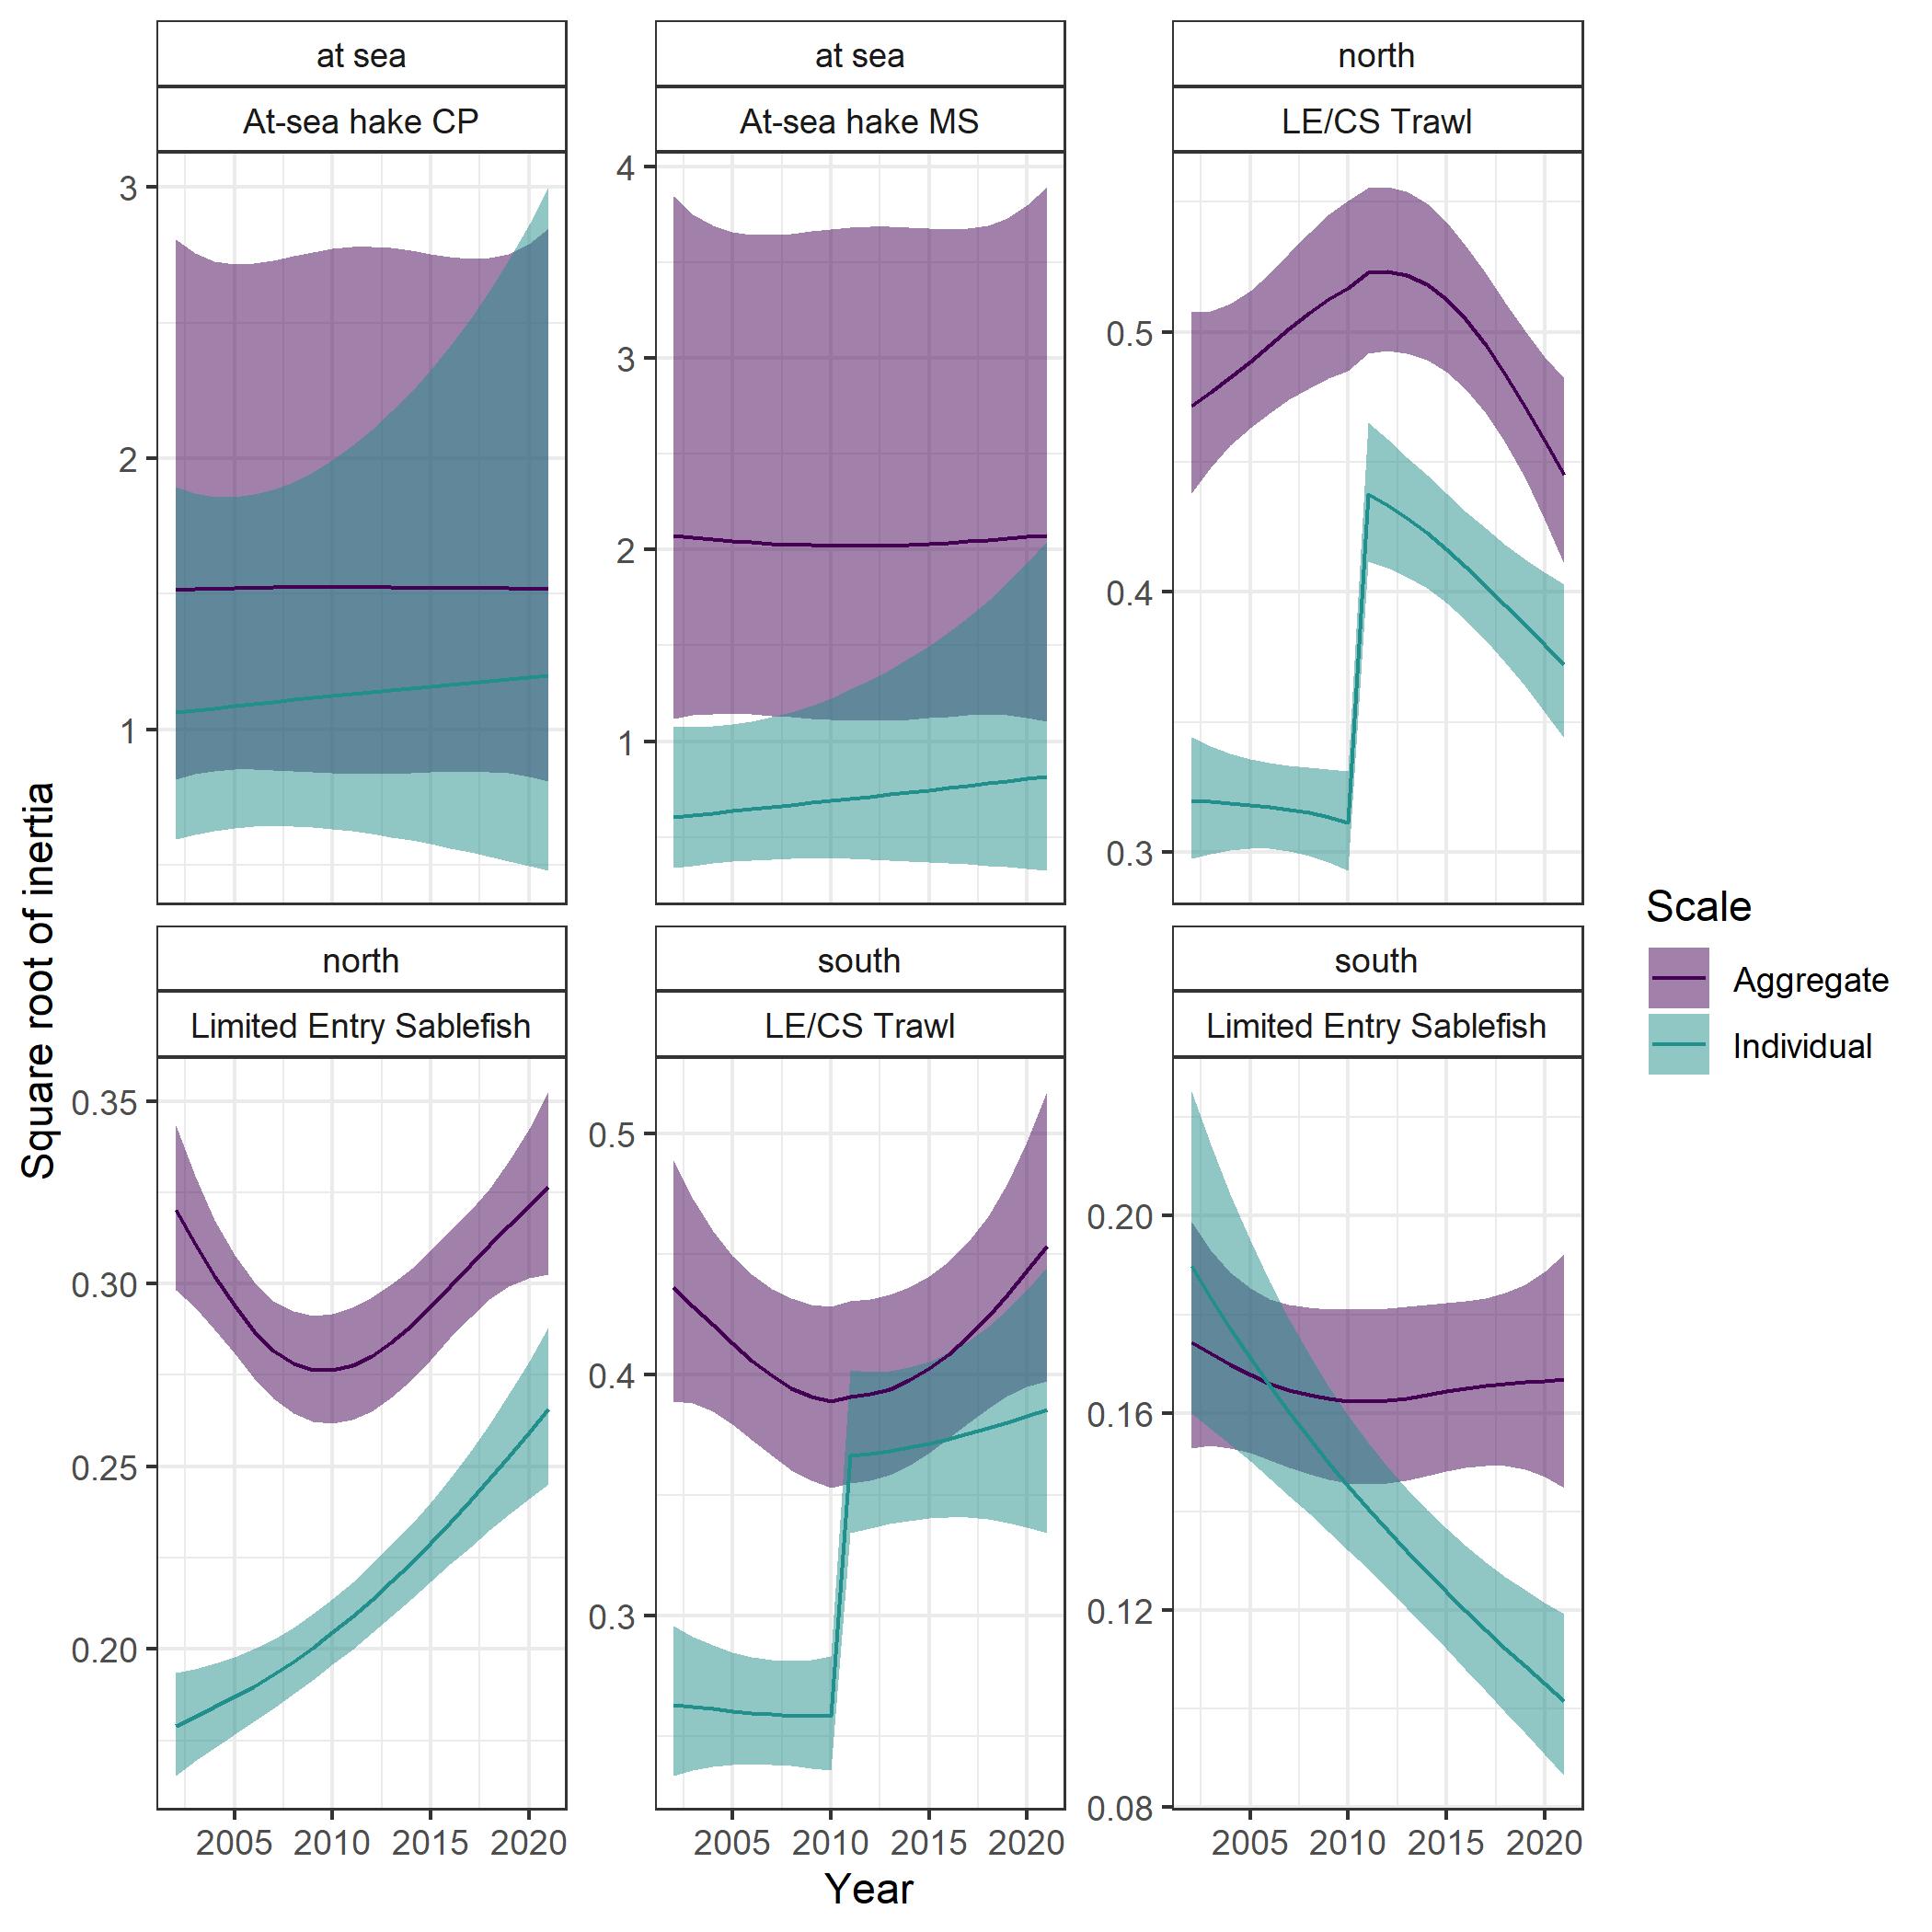 at sea
At-sea hake CP
at sea
At-sea hake MS
north
LE/CS Trawl
3
2
1
4
3
2
1
0.5
0.4
0.3
north
Limited Entry Sablefish
south
LE/CS Trawl
south
Limited Entry Sablefish
0.35
0.30
0.25
0.20
0.5
0.4
0.3
0.20
0.16
0.12
0.08
2005 2010 2015 2020
2005 2010 2015 2020
2005 2010 2015 2020
Year
Square root of inertia
Scale
Aggregate
Individual